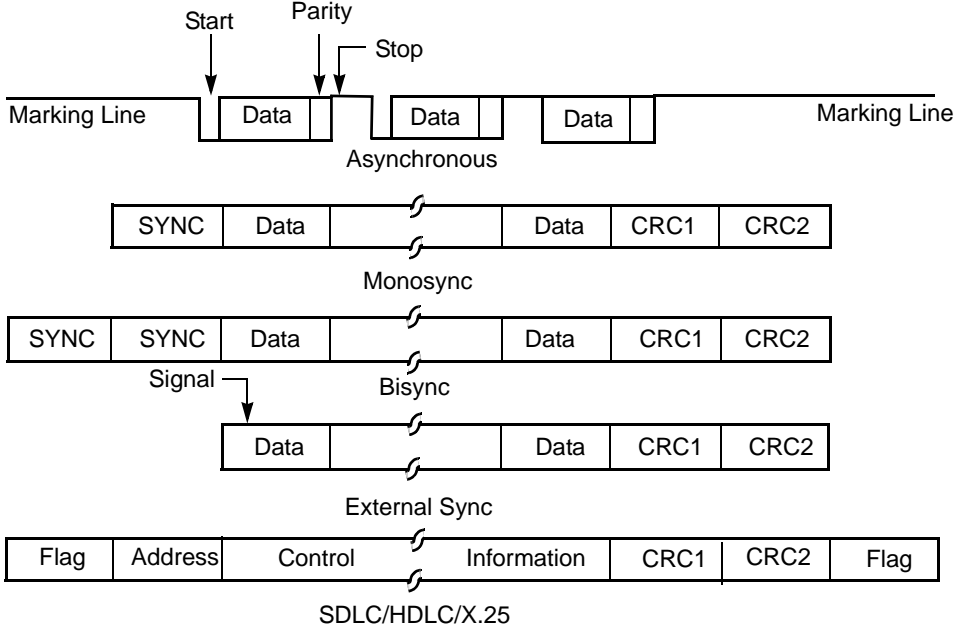 Start Parity
Stop
Marking Line Data Data Data Marking Line
Asynchronous
SYNC Data Data CRC1 CRC2
Monosync
SYNC SYNC Data Data CRC1 CRC2
Signal Bisync
Data Data CRC1 CRC2
External Sync
Flag Address Control Information CRC1 CRC2 Flag
SDLC/HDLC/X.25